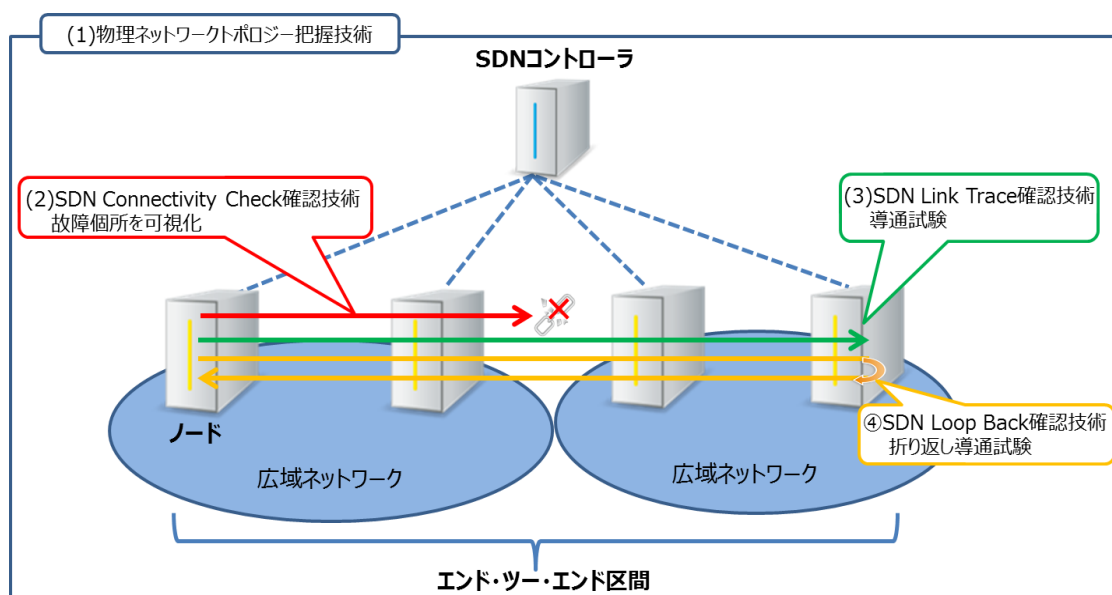 (1)物理ネットワークトポロジー把握技術
SDNコントローラ
(2)SDN Connectivity Check確認技術
故障個所を可視化
(3)SDN Link Trace確認技術
導通試験
④SDN Loop Back確認技術
折り返し導通試験
ノード
広域ネットワーク
広域ネットワーク
エンド・ツー・エンド区間